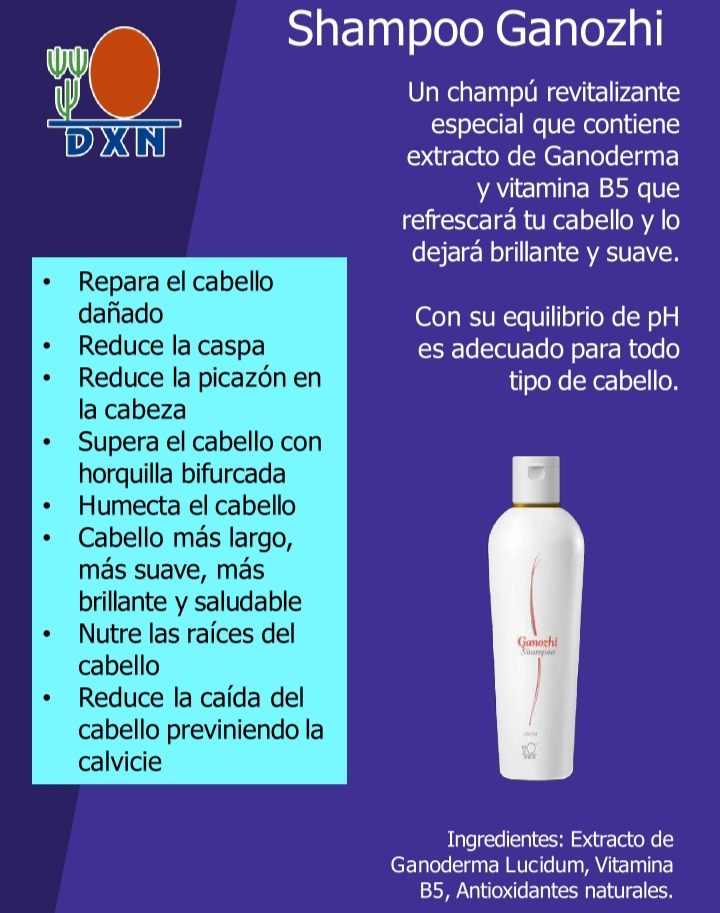 Shampoo Ganozhi
DXN
Un champú revitalizante
especial que contiene
extracto de Ganoderma
y vitamina B5 que
refrescará tu cabello y lo
dejará brillante y suave.
Con su equilibrio de pH
es adecuado para todo
tipo de cabello.
• Repara el cabello
dañado
• Reduce la caspa
• Reduce la picazón en
la cabeza
• Supera el cabello con
horquilla bifurcada
• Humecta el cabello
• Cabello más largo,
más suave, más
brillante y saludable
• Nutre las raíces del
cabello
• Reduce la caída del
cabello previniendo la
calvicie
Ganozhi
Shampoo
DXN
Ingredientes: Extracto de
Ganoderma Lucidum, Vitamina
B5, Antioxidantes naturales.